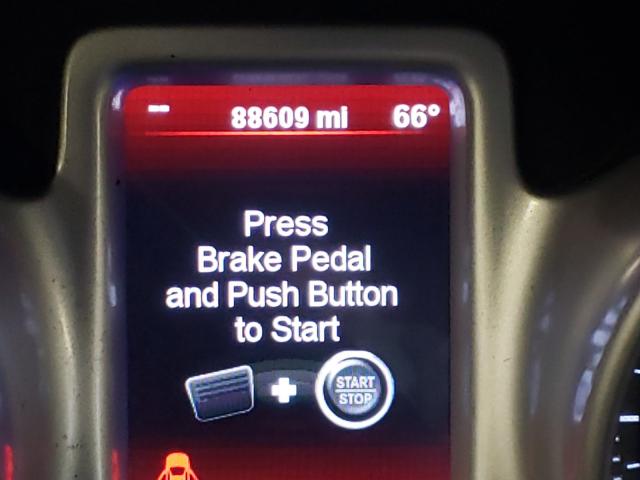 -- 88609 mi 66°
Press
Brake Pedal
and Push Button
to Start
START
STOP